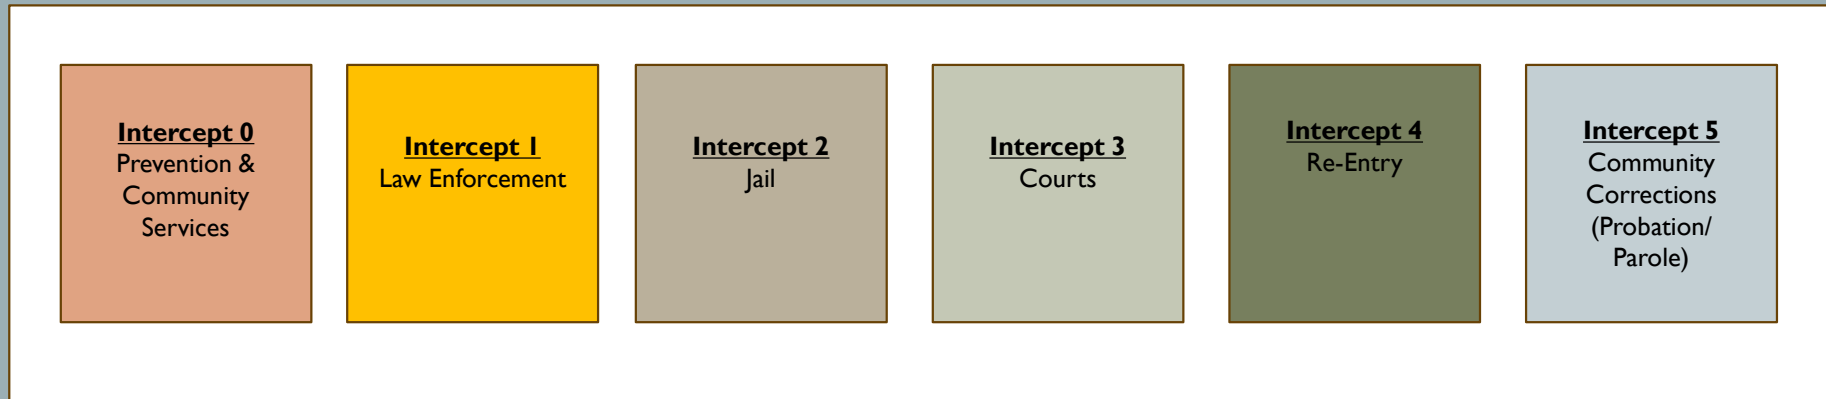 Intercept 0
Prevention &
Community
Services
Intercept 1
Law Enforcement
Intercept 2
Jail
Intercept 3
Courts
Intercept 4
Re-Entry
Intercept 5
Community
Corrections
(Probation/
Parole)